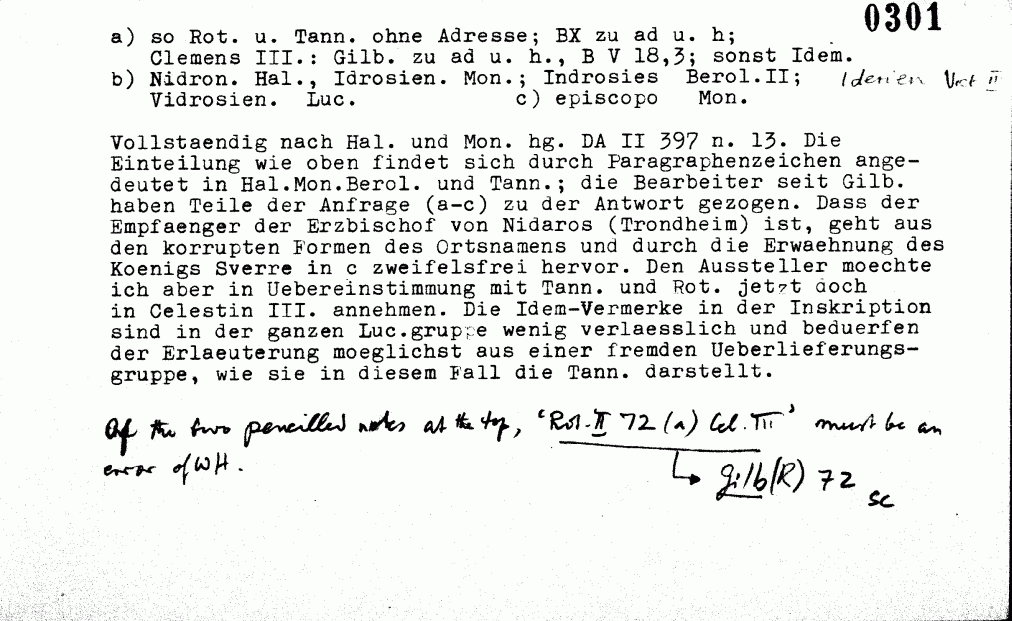 0301
a) so Rot. u. Tann. ohne Adresse; BX zu ad u. h;
Clemens III.: Gilb. zu ad u. h., B V 18,3; sonst Idem.
b) Nidron. Hal., Idrosien. Mon.; Indrosies Berol.II; Idenien Vat II
Vidrosien. Luc. c) episcopo Mon.
Vollstaendig nach Hal. und Mon. hg. DA II 397 n. 13. Die
Einteilung wie oben findet sich durch Paragraphenzeichen ange-
deutet in Hal.Mon.Berol. und Tann.; die Bearbeiter seit Gilb.
haben Teile der Anfrage (a-c) zu der Antwort gezogen. Dass der
Empfaenger der Erzbischof von Nidaros (Trondheim) ist, geht aus
den korrupten Formen des Ortsnamens und durch die Erwaehnung des
Koenigs Sverre in c zweifelsfrei hervor. Den Aussteller moechte
ich aber in Uebereinstimmung mit Tann. und Rot. jetzt doch
in Celestin III. annehmen. Die Idem-Vermerke in der Inskription
sind in der ganzen Luc.gruppe wenig verlaesslich und beduerfen
der Erlaeuterung moeglichst aus einer fremden Ueberlieferungs-
gruppe, wie sie in diesem Fall die Tann. darstellt.
Of the two pencilled notes at the top, 'Rot. II 72 (a) Cel. III' must be an
error of WH.
Gilb(R) 72
SC